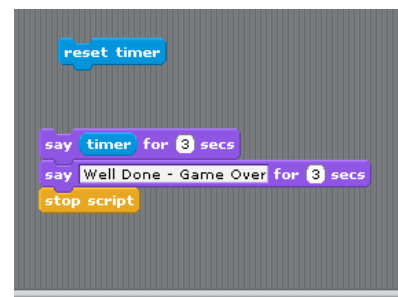 reset timer
say timer for 3 secs
say Well Done - Game Over for 3 secs
stop script